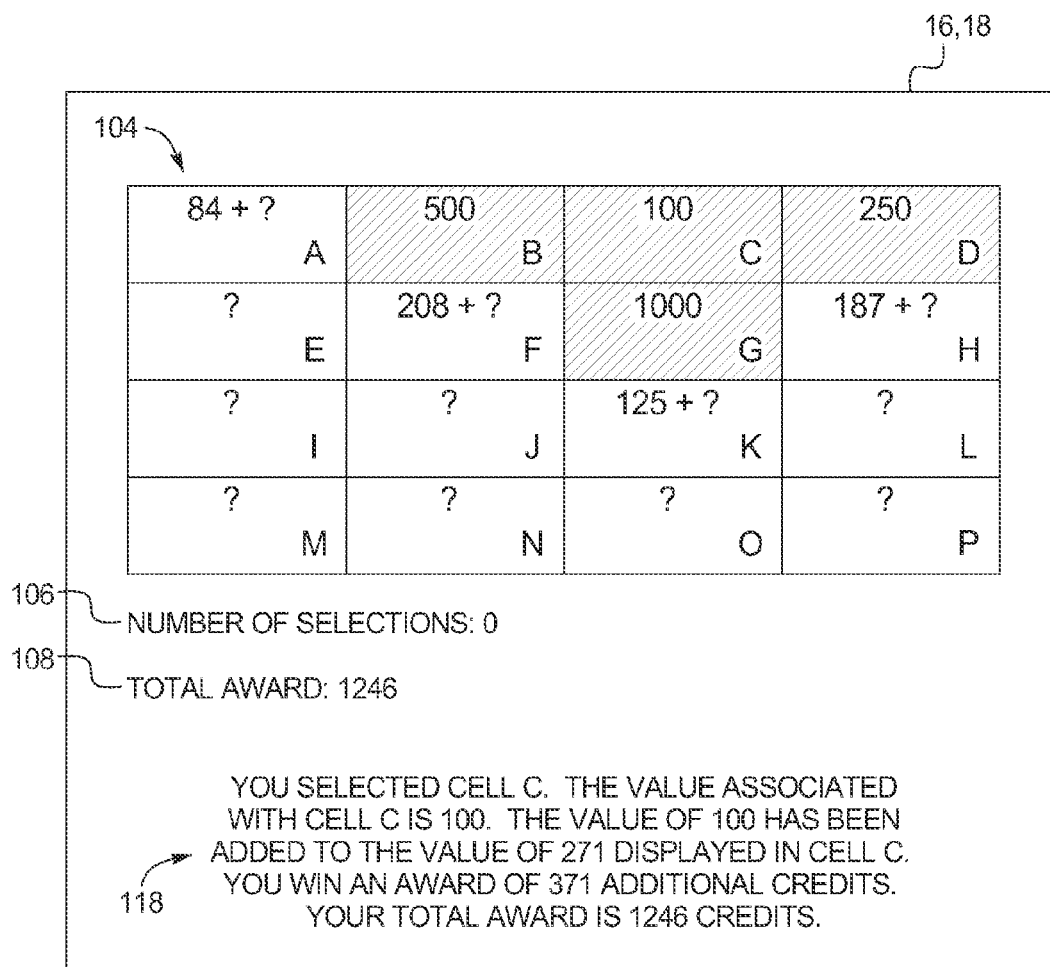 16,18
104
84 + ? 500 100 250
A B C D
? 208 + ? 1000 187 + ?
E F G H
? ? 125 + ? ?
I J K L
? ? ? ?
M N O P
106
NUMBER OF SELECTIONS: 0
108
TOTAL AWARD: 1246
YOU SELECTED CELL C. THE VALUE ASSOCIATED
WITH CELL C IS 100. THE VALUE OF 100 HAS BEEN
ADDED TO THE VALUE OF 271 DISPLAYED IN CELL C.
YOU WIN AN AWARD OF 371 ADDITIONAL CREDITS.
118
YOUR TOTAL AWARD IS 1246 CREDITS.